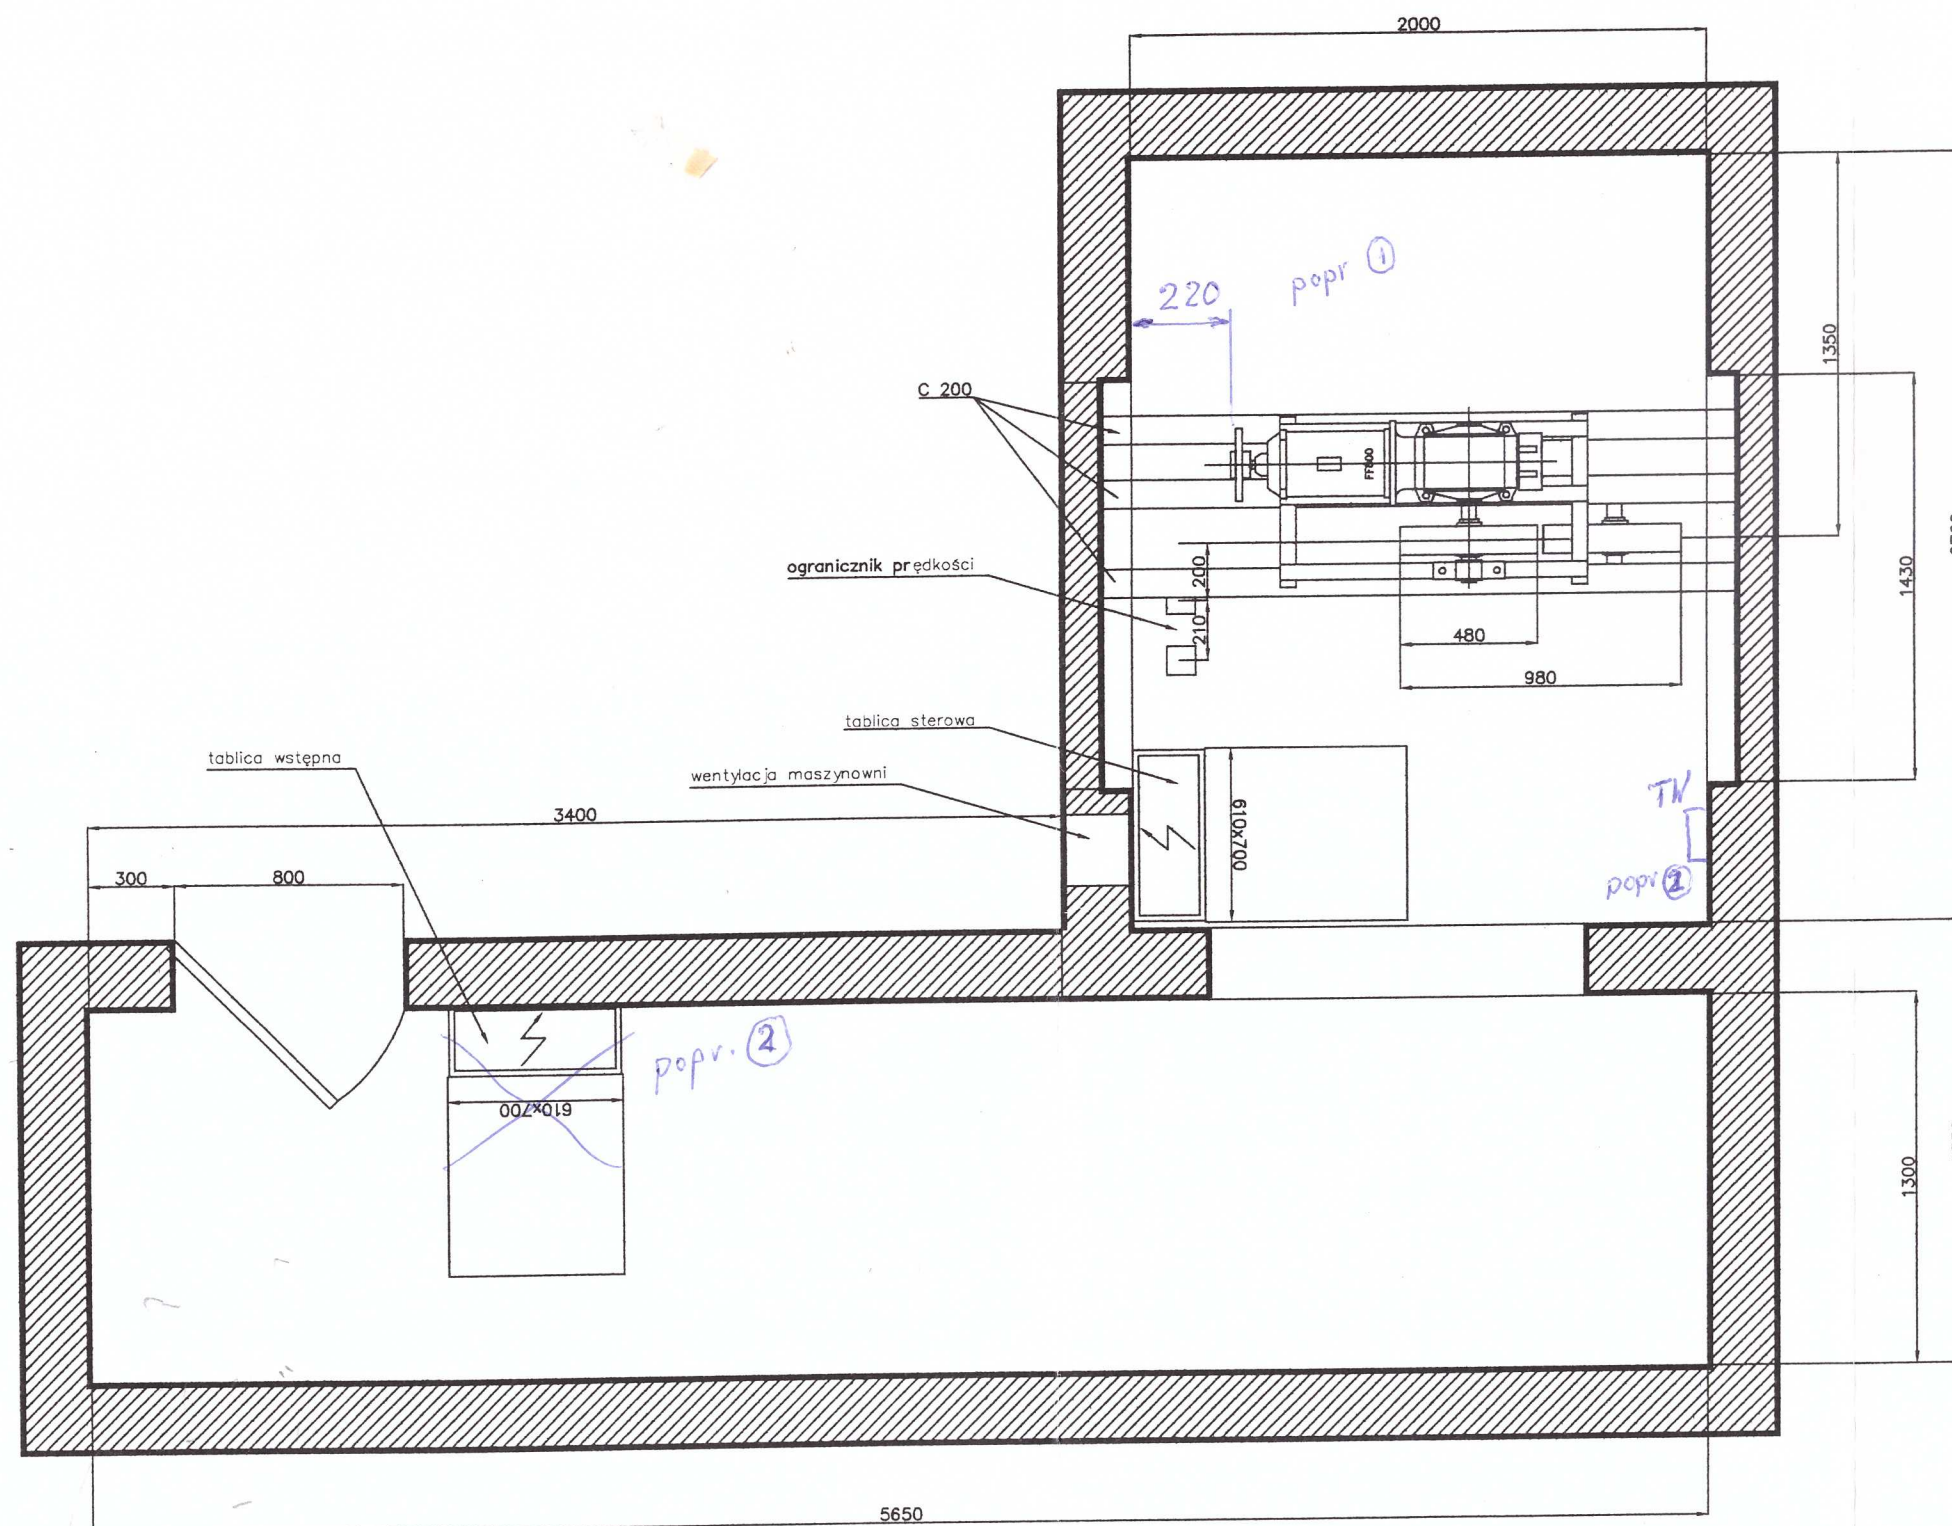 2000
popr ①
220
1350
C 200
FF800
1430
ogranicznik prędkości
200
210
480
980
tablica sterowa
tablica wstępna
wentylacja maszynowni
TW
3400
610x700
300
800
popr ②
popr. ②
610x700
1300
5650